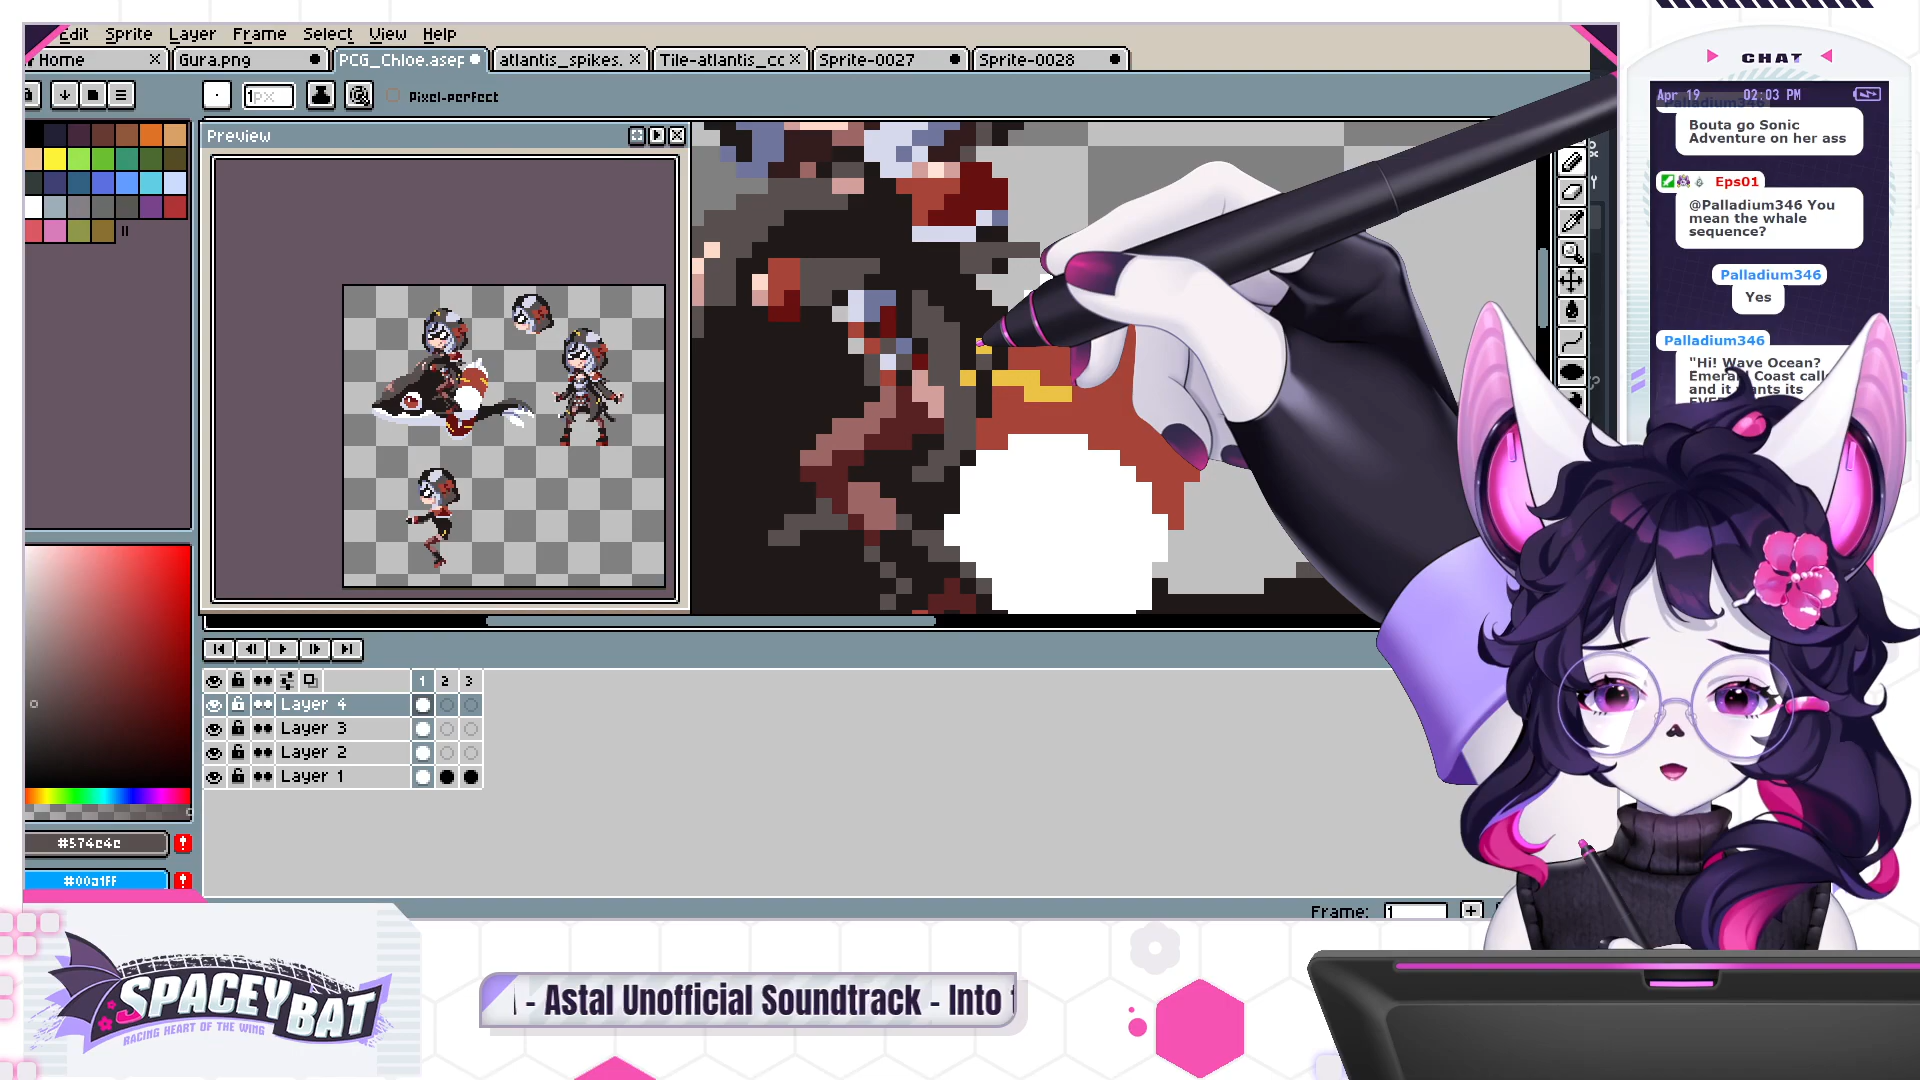 Edit Sprite Layer Frame Select View Help
Home
Gura.png
PCG_Chloe.asep
atlantis_spikes.
Tile-atlantis_cc
Sprite-0027
Sprite-0028
1px
Pixel-perfect
Preview
Layer 4
Layer 3
Layer 2
Layer 1
1 2 3
#574c4c
#00a1FF
Frame: 1
CHAT
Apr 19 02:03 PM
Palladium346
Bouta go Sonic
Adventure on her ass
Eps01
@Palladium346 You
mean the whale
sequence?
Palladium346
Yes
Palladium346
"Hi! Wave Ocean?
SPACEYBAT
RACING HEART OF THE WING
- Astal Unofficial Soundtrack - Into